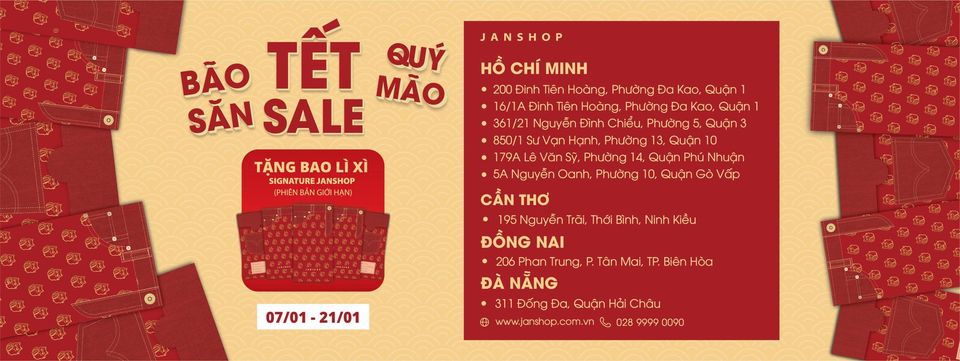 BÃO TẾT QUÝ
SĂN SALE MÃO
TẶNG BAO LÌ XÌ
SIGNATURE JANSHOP
(PHIÊN BẢN GIỚI HẠN)
07/01 - 21/01
JANSHOP
HỒ CHÍ MINH
• 200 Đinh Tiên Hoàng, Phường Đa Kao, Quận 1
• 16/1A Đinh Tiên Hoàng, Phường Đa Kao, Quận 1
• 361/21 Nguyễn Đình Chiểu, Phường 5, Quận 3
• 850/1 Sư Vạn Hạnh, Phường 13, Quận 10
• 179A Lê Văn Sỹ, Phường 14, Quận Phú Nhuận
• 5A Nguyễn Oanh, Phường 10, Quận Gò Vấp
CẦN THƠ
• 195 Nguyễn Trãi, Thới Bình, Ninh Kiều
ĐỒNG NAI
• 206 Phan Trung, P. Tân Mai, TP. Biên Hòa
ĐÀ NẴNG
• 311 Đống Đa, Quận Hải Châu
www.janshop.com.vn 028 9999 0090